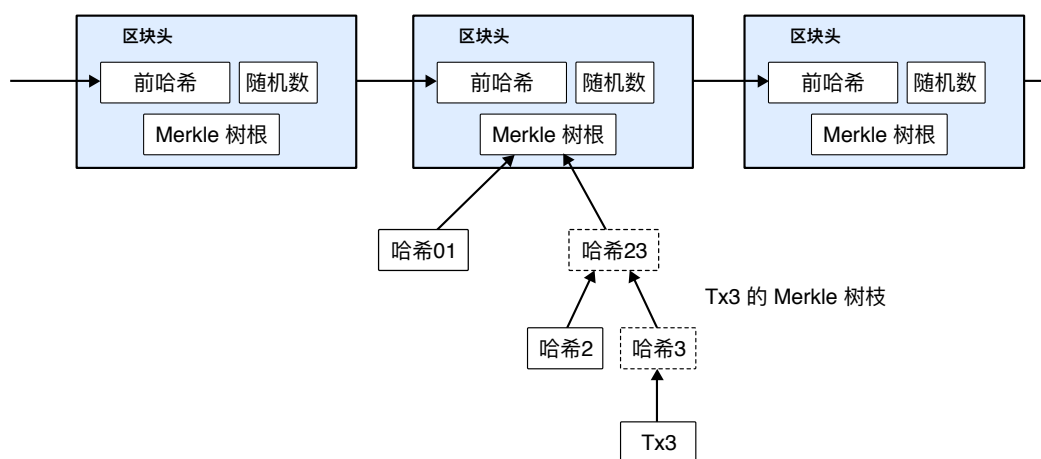 区块头
区块头
区块头
前哈希
随机数
前哈希
随机数
前哈希
随机数
Merkle 树根
Merkle 树根
Merkle 树根
哈希01
哈希23
Tx3 的 Merkle 树枝
哈希2
哈希3
Tx3